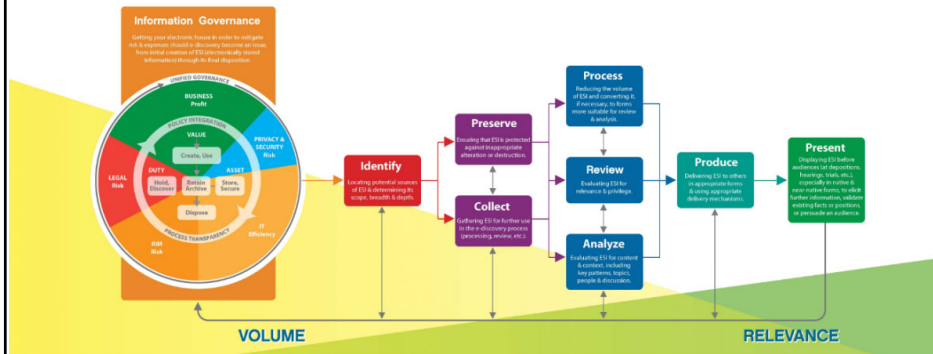 Information Governance
Getting your electronic house in order to mitigate
risk & expenses should e-discovery become an issue,
from initial creation of ESI (electronically stored
information) through its final disposition.
UNIFIED GOVERNANCE
BUSINESS
Profit
POLICY INTEGRATION
VALUE
Create, Use
PRIVACY &
SECURITY
Risk
LEGAL
Risk
DUTY
ASSET
Hold,
Discover
Retain
Archive
Store,
Secure
Dispose
PROCESS TRANSPARENCY
RIM
Risk
IT
Efficiency
Identify
Locating potential sources
of ESI & determining its
scope, breadth & depth.
Preserve
Ensuring that ESI is protected
against inappropriate
alteration or destruction.
Collect
Gathering ESI for further use
in the e-discovery process
(processing, review, etc.).
Process
Reducing the volume
of ESI and converting it,
if necessary, to forms
more suitable for review
& analysis.
Review
Evaluating ESI for
relevance & privilege.
Analyze
Evaluating ESI for content
& context, including
key patterns, topics,
people & discussion.
Produce
Delivering ESI to others
in appropriate forms
& using appropriate
delivery mechanisms.
Present
Displaying ESI before
audiences (at depositions,
hearings, trials, etc.),
especially in native &
near-native forms, to elicit
further information, validate
existing facts or positions,
or persuade an audience.
VOLUME
RELEVANCE